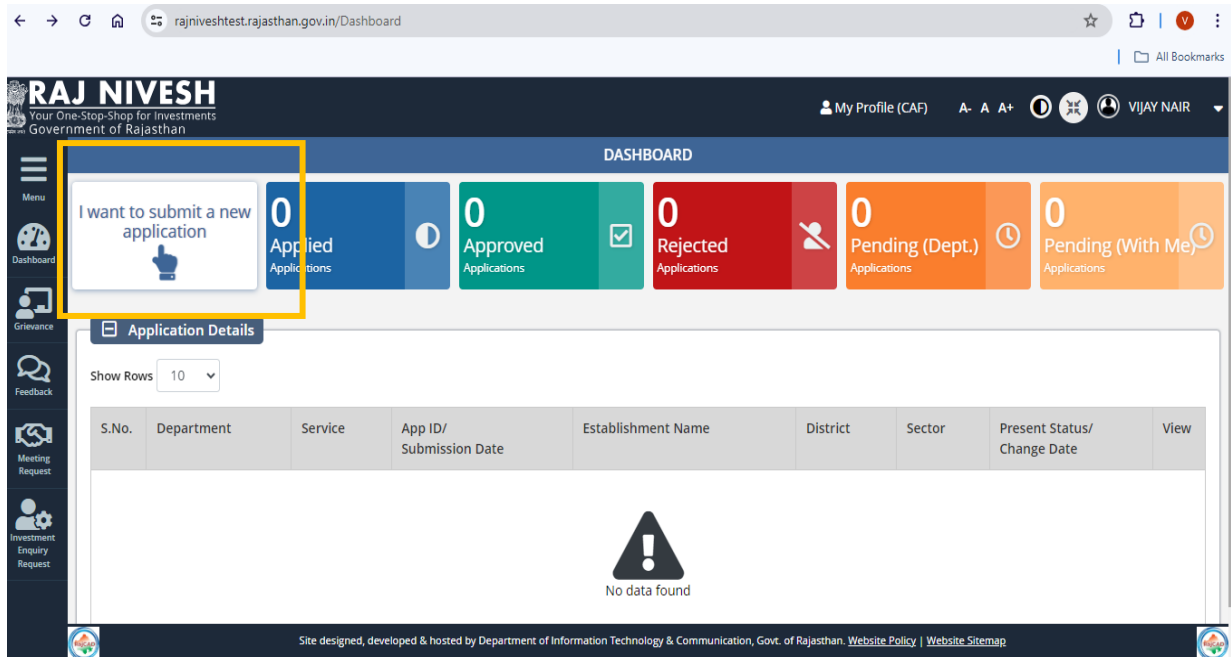 rajniveshtest.rajasthan.gov.in/Dashboard
V
All Bookmarks
RAJ NIVESH
Your One-Stop-Shop for Investments
Government of Rajasthan
My Profile (CAF) A- A A+ VIJAY NAIR
DASHBOARD
Menu
Dashboard
Grievance
Feedback
Meeting
Request
Investment
Enquiry
Request
I want to submit a new
application
0
Applied
Applications
0
Approved
Applications
0
Rejected
Applications
0
Pending (Dept.)
Applications
0
Pending (With Me)
Applications
Application Details
Show Rows 10
S.No. Department Service App ID/ Establishment Name District Sector Present Status/ View
Submission Date Change Date
No data found
Site designed, developed & hosted by Department of Information Technology & Communication, Govt. of Rajasthan. Website Policy | Website Sitemap